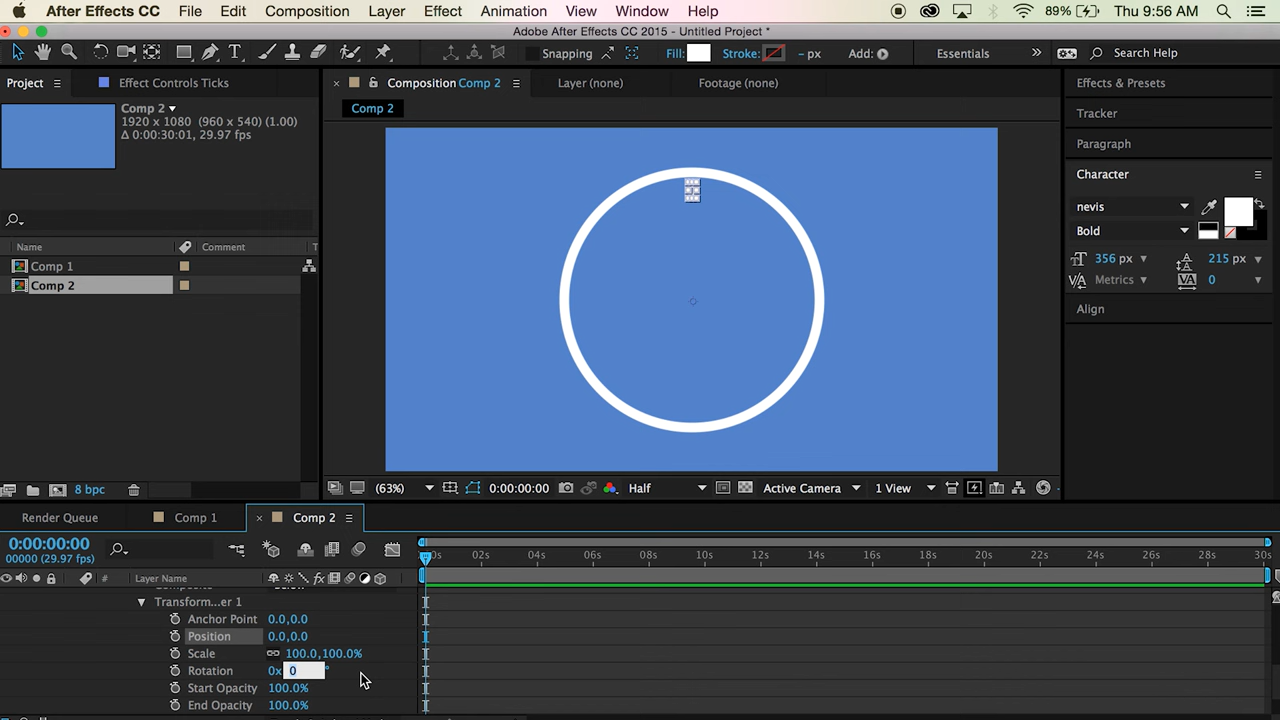 After Effects CC File Edit Composition Layer Effect Animation View Window Help 89% Thu 9:56 AM
Adobe After Effects CC 2015 - Untitled Project *
Snapping Fill: Stroke: - px Add: Essentials » Search Help
Project Effect Controls Ticks
Composition Comp 2 Layer (none) Footage (none)
Effects & Presets
Comp 2
1920 x 1080 (960 x 540) (1.00)
Δ 0:00:30:01, 29.97 fps
Comp 2
Tracker
Paragraph
Character
nevis
Bold
356 px 215 px
Metrics 0
Align
Name Comment T
Comp 1
Comp 2
8 bpc
(63%) 0:00:00:00 Half Active Camera 1 View
Render Queue Comp 1 Comp 2
0:00:00:00
00000 (29.97 fps)
00s 02s 04s 06s 08s 10s 12s 14s 16s 18s 20s 22s 24s 26s 28s 30s
# Layer Name
Transform...er 1
Anchor Point 0.0,0.0
Position 0.0,0.0
Scale 100.0,100.0%
Rotation 0x 0 °
Start Opacity 100.0%
End Opacity 100.0%